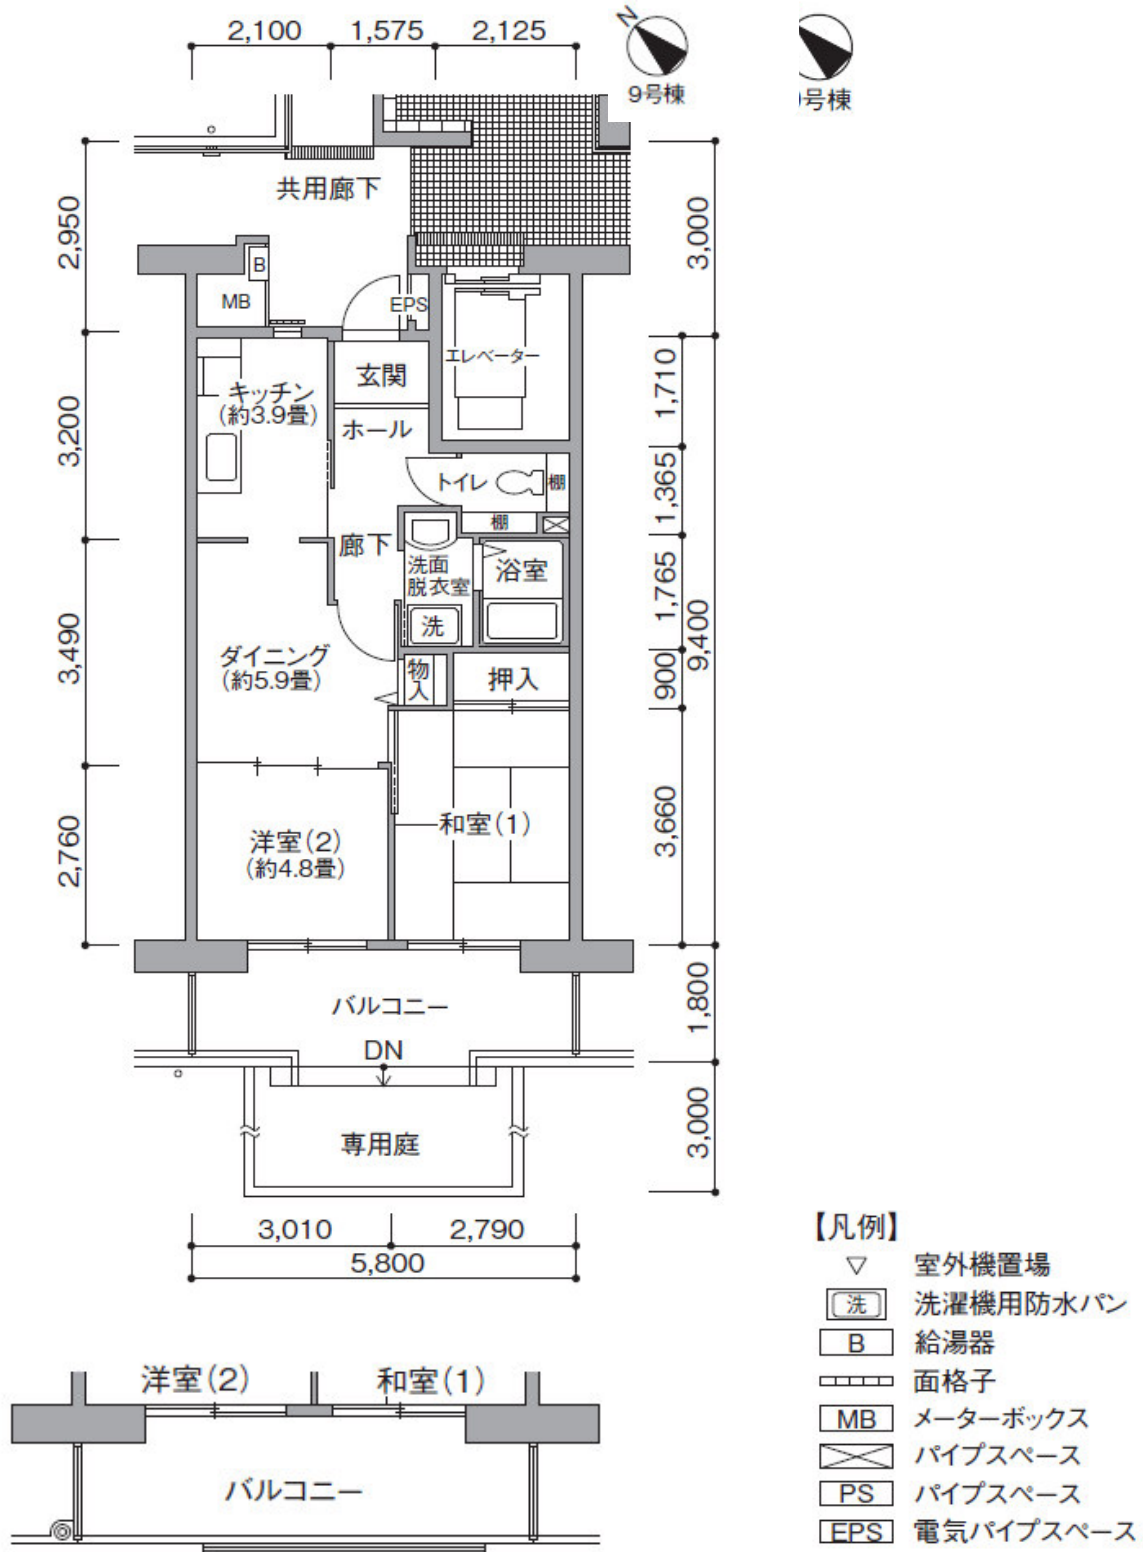 2,100
1,575
2,125
N
9号棟
号棟
共用廊下
2,950
3,000
B
MB
EPS
エレベーター
玄関
キッチン
(約3.9畳)
ホール
3,200
1,710
トイレ
棚
1,365
棚
廊下
洗面
脱衣室
浴室
1,765
洗
3,490
9,400
ダイニング
(約5.9畳)
物入
押入
900
洋室(2)
(約4.8畳)
和室(1)
2,760
3,660
バルコニー
1,800
DN
専用庭
3,000
3,010
2,790
5,800
洋室(2)
和室(1)
バルコニー
【凡例】
室外機置場
洗 洗濯機用防水パン
B 給湯器
面格子
MB メーターボックス
パイプスペース
PS パイプスペース
EPS 電気パイプスペース